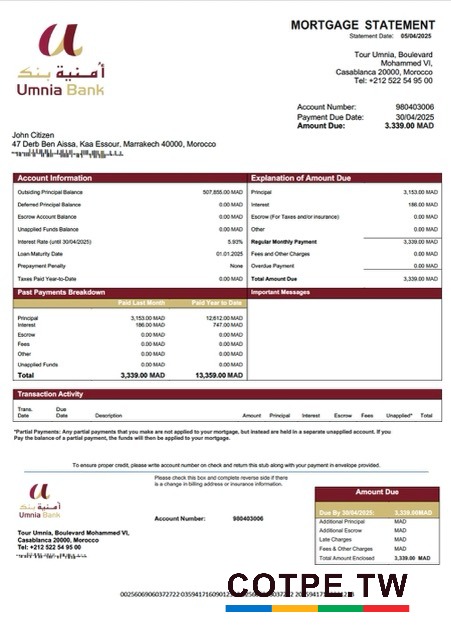 MORTGAGE STATEMENT
Statement Date: 05/04/2025
أمنية بنك
Umnia Bank
Tour Umnia, Boulevard
Mohammed VI,
Casablanca 20000, Morocco
Tel: +212 522 54 95 00
Account Number: 980403006
Payment Due Date: 30/04/2025
Amount Due: 3.339.00 MAD
John Citizen
47 Derb Ben Aissa, Kaa Essour, Marrakech 40000, Morocco
Account Information
Outsiding Principal Balance 507,655.00 MAD
Deferred Principal Balance 0.00 MAD
Escrow Account Balance 0.00 MAD
Unapplied Funds Balance 0.00 MAD
Interest Rate (until 30/04/2025) 5.93%
Loan Maturity Date 01.01.2025
Prepayment Penalty None
Taxes Paid Year-to-Date 0.00 MAD
Explanation of Amount Due
Principal 3,153.00 MAD
Interest 186.00 MAD
Escrow (For Taxes and/or insurance) 0.00 MAD
Other 0.00 MAD
Regular Monthly Payment 3,339.00 MAD
Fees and Other Charges 0.00 MAD
Overdue Payment 0.00 MAD
Total Amount Due 3,339.00 MAD
Past Payments Breakdown
Paid Last Month Paid Year to Date
Principal 3,153.00 MAD 12,612.00 MAD
Interest 186.00 MAD 747.00 MAD
Escrow 0.00 MAD 0.00 MAD
Fees 0.00 MAD 0.00 MAD
Other 0.00 MAD 0.00 MAD
Unapplied Funds 0.00 MAD 0.00 MAD
Total 3,339.00 MAD 13,359.00 MAD
Important Messages
Transaction Activity
Trans. Date Due Date Description Amount Principal Interest Escrow Fees Unapplied* Total
*Partial Payments: Any partial payments that you make are not applied to your mortgage, but instead are held in a separate unapplied account. If you
Pay the balance of a partial payment, the funds will then be applied to your mortgage.
To ensure proper credit, please write account number on check and return this stub along with your payment in envelope provided.
Please check this box and complete reverse side if there
is a change in billing address or insurance information.
أمنية بنك
Umnia Bank
Account Number: 980403006
Tour Umnia, Boulevard Mohammed VI,
Casablanca 20000, Morocco
Tel: +212 522 54 95 00
Amount Due
Due By 30/04/2025: 3,339.00MAD
Additional Principal MAD
Additional Escrow MAD
Late Charges MAD
Fees & Other Charges MAD
Total Amount Enclosed 3,339.00 MAD
COTPE.TW